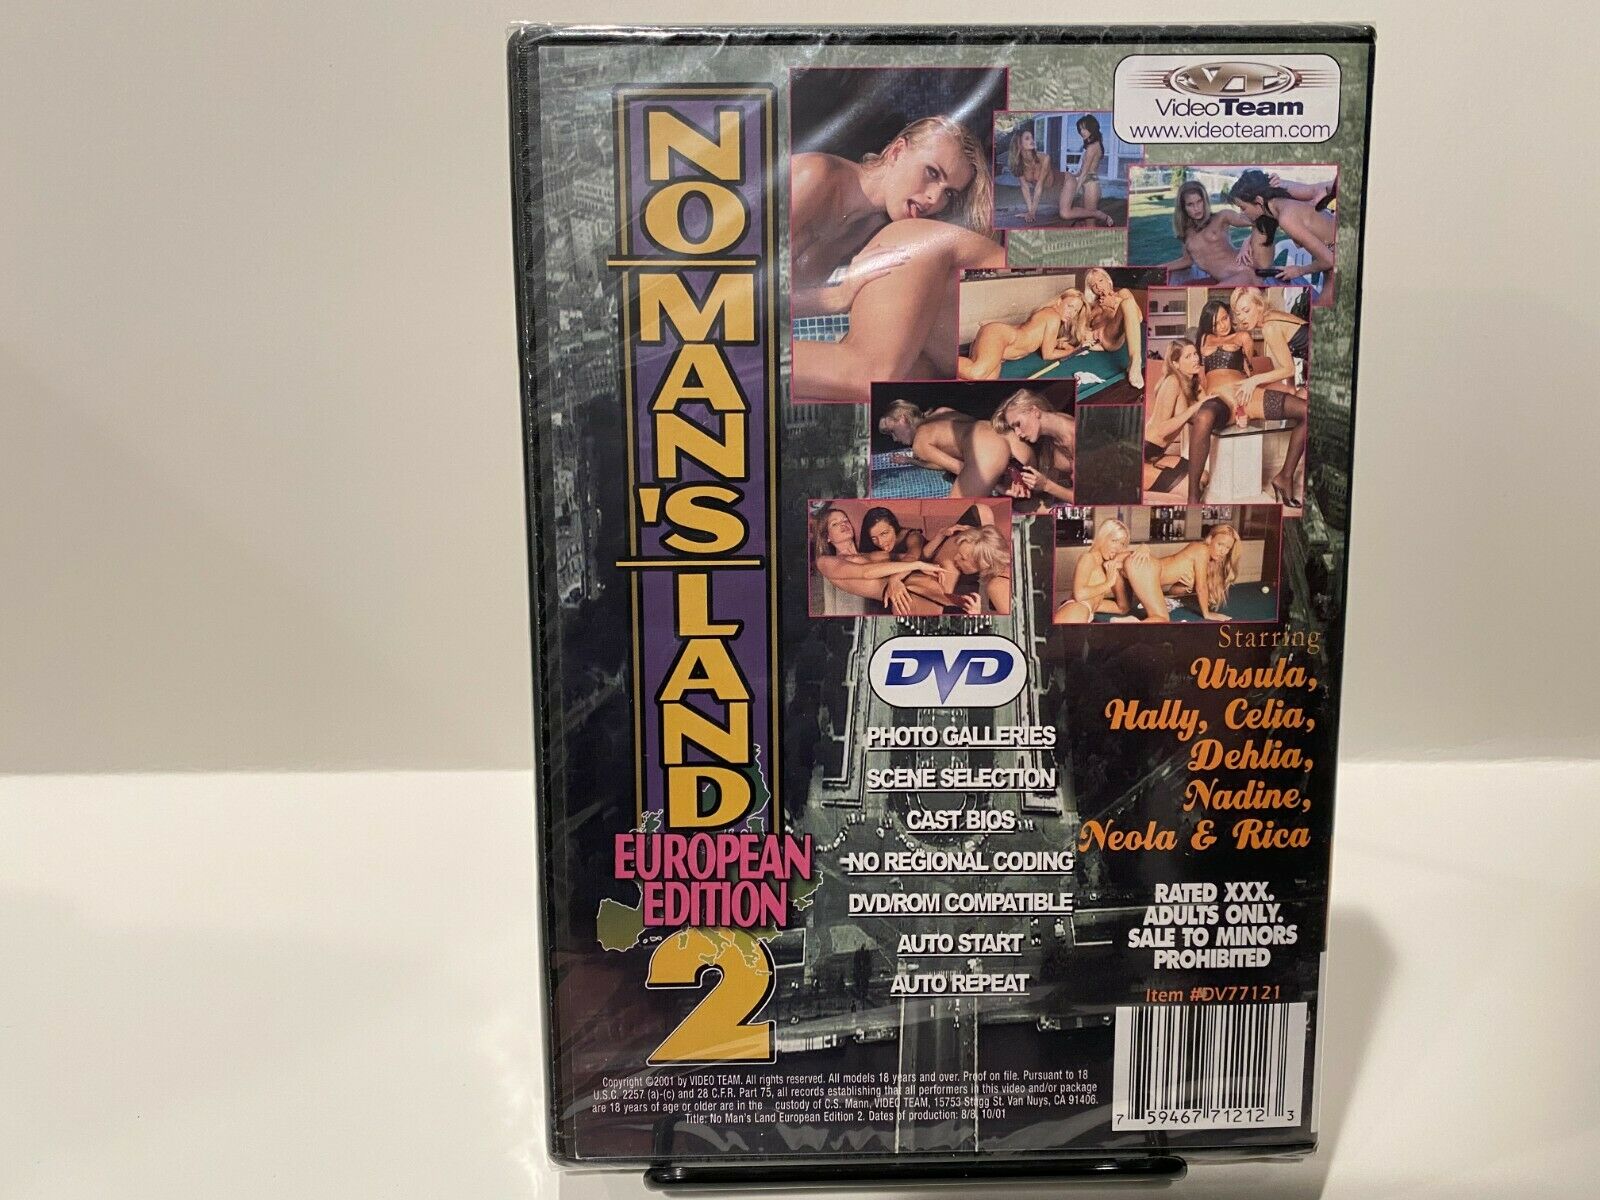 VT
VideoTeam
www.videoteam.com
NO MAN'S LAND
EUROPEAN
EDITION
2
DVD
PHOTO GALLERIES
SCENE SELECTION
CAST BIOS
NO REGIONAL CODING
DVD/ROM COMPATIBLE
AUTO START
AUTO REPEAT
Starring
Ursula,
Hally, Celia,
Dehlia,
Nadine,
Neola & Rica
RATED XXX.
ADULTS ONLY.
SALE TO MINORS
PROHIBITED
Item #ADV77121
7 59467 71212 3
Copyright ©2001 by VIDEO TEAM. All rights reserved. All models 18 years and over. Proof on file. Pursuant to 18
U.S.C. 2257 (a)-(c) and 28 C.F.R. Part 75, all records establishing that all performers in this video and/or package
are 18 years of age or older are in the custody of C.S. Mann, VIDEO TEAM, 15753 Stagg St. Van Nuys, CA 91406.
Title: No Man's Land European Edition 2. Dates of production: 8/8, 10/01